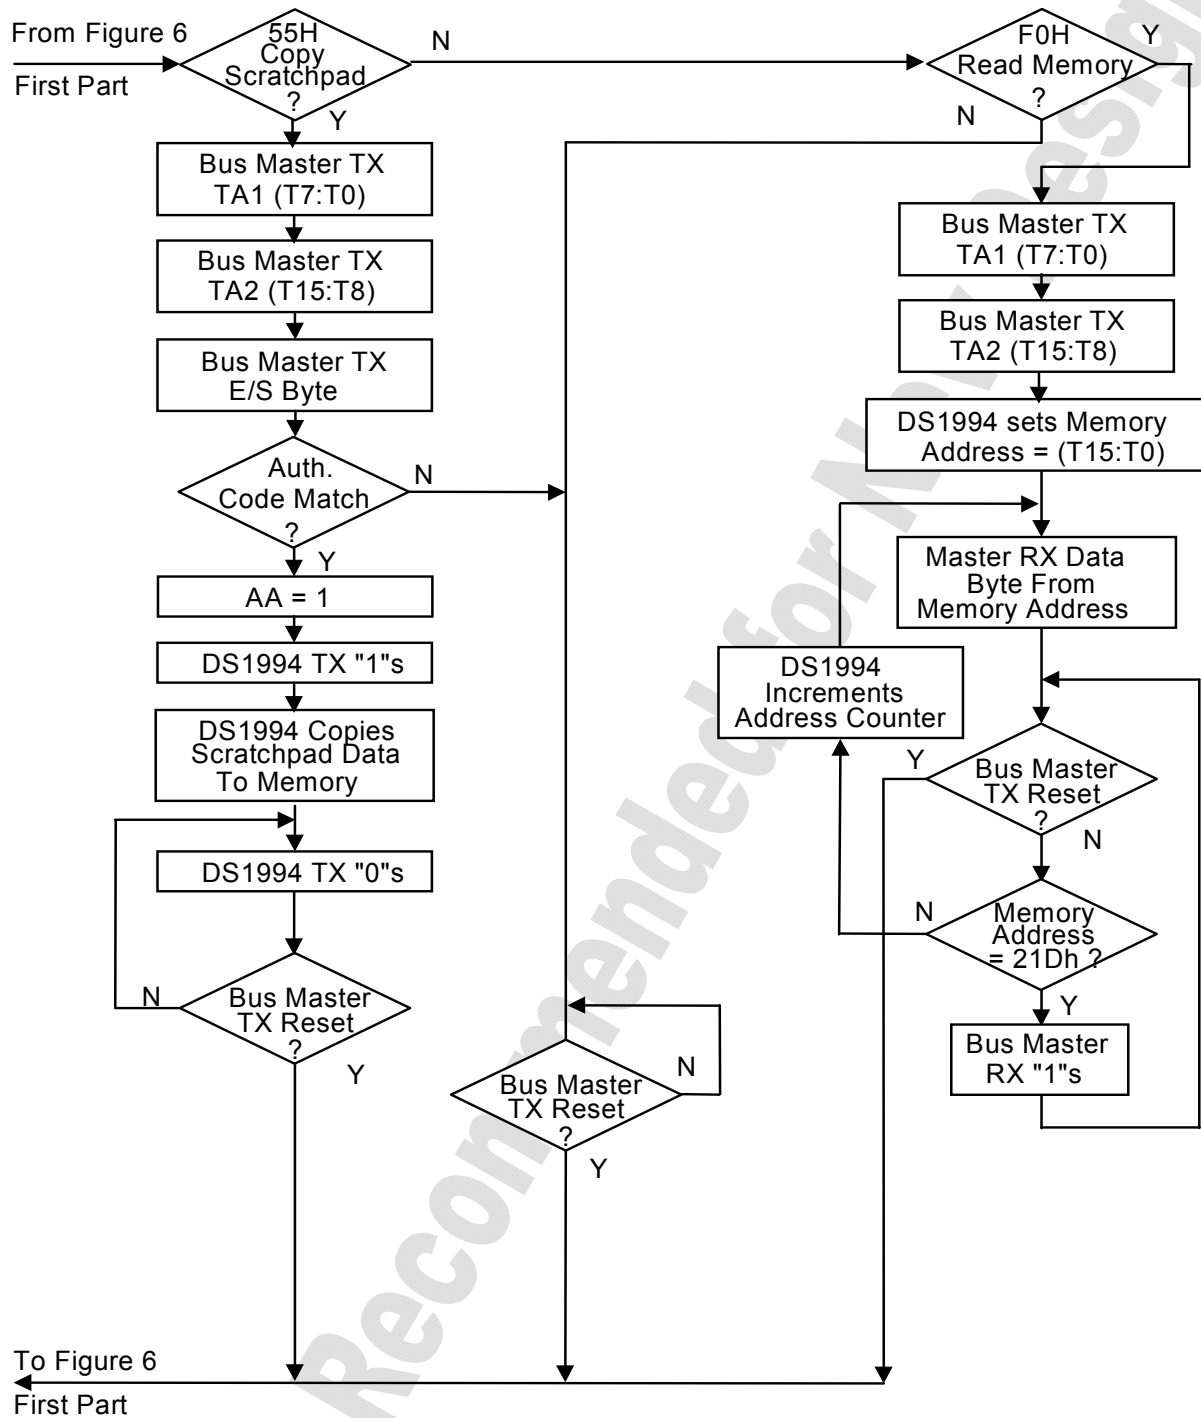 From Figure 6
First Part
55H
Copy
Scratchpad
?
N
Y
F0H
Read Memory
?
Y
N
Bus Master TX
TA1 (T7:T0)
Bus Master TX
TA2 (T15:T8)
Bus Master TX
E/S Byte
Auth.
Code Match
?
N
Y
AA = 1
DS1994 TX "1"s
DS1994 Copies
Scratchpad Data
To Memory
DS1994 TX "0"s
Bus Master
TX Reset
?
N
Y
Bus Master
TX Reset
?
N
Y
Bus Master TX
TA1 (T7:T0)
Bus Master TX
TA2 (T15:T8)
DS1994 sets Memory
Address = (T15:T0)
Master RX Data
Byte From
Memory Address
DS1994
Increments
Address Counter
Bus Master
TX Reset
?
Y
N
Memory
Address
= 21Dh ?
N
Y
Bus Master
RX "1"s
To Figure 6
First Part
Recommended for New Desig